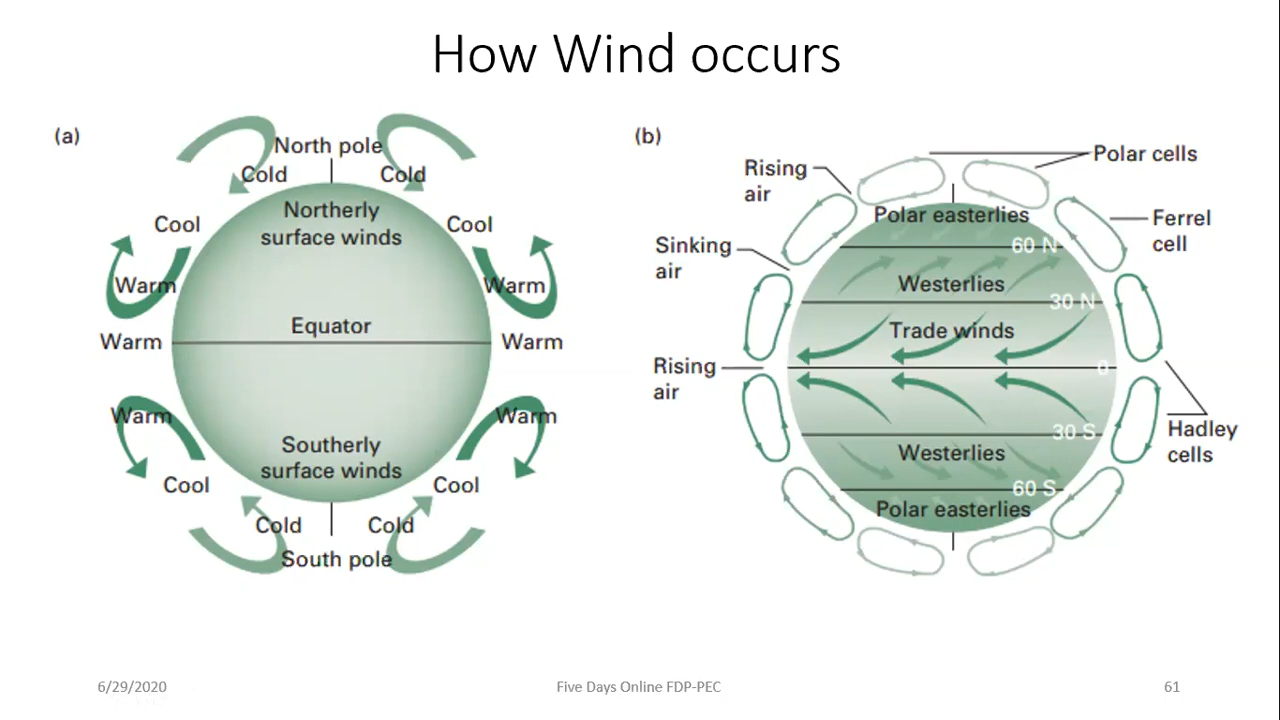 How Wind occurs
(a)
North pole
Cold
Cold
Northerly
surface winds
Cool
Cool
Warm
Warm
Equator
Warm
Warm
Warm
Warm
Southerly
surface winds
Cool
Cool
Cold
Cold
South pole
(b)
Polar cells
Rising
air
Polar easterlies
Ferrel
cell
Sinking
air
60 N
Westerlies
30 N
Trade winds
Rising
air
0
30 S
Hadley
cells
Westerlies
60 S
Polar easterlies
6/29/2020
Five Days Online FDP-PEC
61